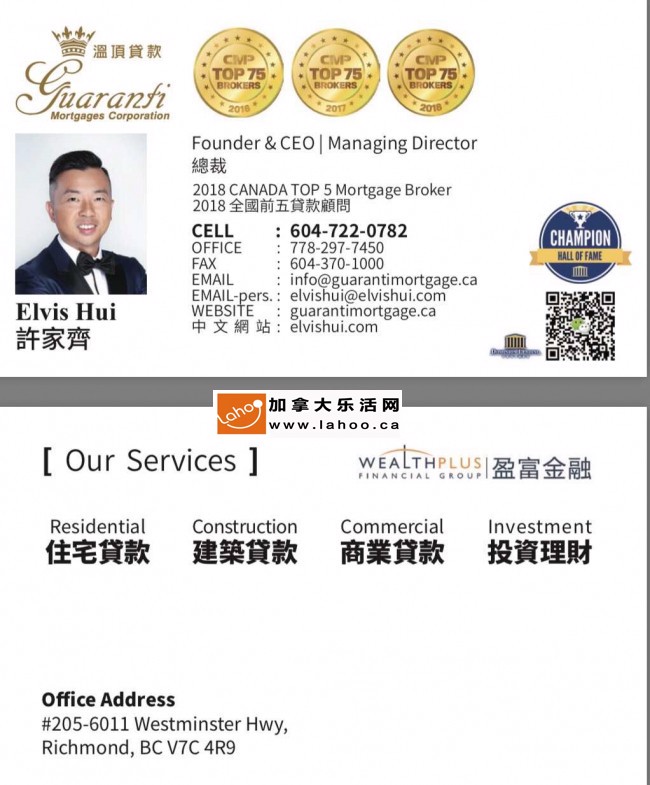 溫頂貸款
Guaranti
Mortgages Corporation
CMP
TOP 75
BROKERS
2016
CMP
TOP 75
BROKERS
2017
CMP
TOP 75
BROKERS
2018
Founder & CEO | Managing Director
總裁
2018 CANADA TOP 5 Mortgage Broker
2018 全國前五貸款顧問
CELL : 604-722-0782
OFFICE : 778-297-7450
FAX : 604-370-1000
EMAIL : info@guarantimortgage.ca
EMAIL-pers. : elvishui@elvishui.com
WEBSITE : guarantimortgage.ca
中文網站 : elvishui.com
Elvis Hui
許家齊
CHAMPION
HALL OF FAME
Lahoo
加拿大乐活网
www.lahoo.ca
[ Our Services ]
WEALTHPLUS
FINANCIAL GROUP
盈富金融
Residential Construction Commercial Investment
住宅貸款 建築貸款 商業貸款 投資理財
Office Address
#205-6011 Westminster Hwy,
Richmond, BC V7C 4R9